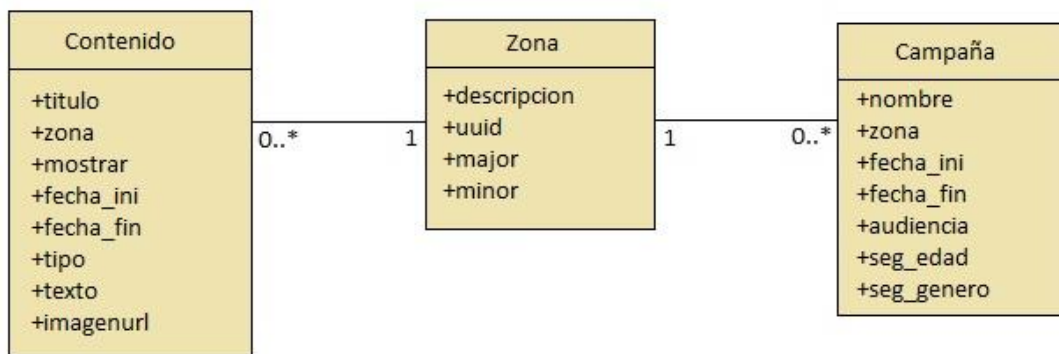 Contenido
+titulo
+zona
+mostrar
+fecha_ini
+fecha_fin
+tipo
+texto
+imagenurl
0..*
1
Zona
+descripcion
+uuid
+major
+minor
1
0..*
Campaña
+nombre
+zona
+fecha_ini
+fecha_fin
+audiencia
+seg_edad
+seg_genero